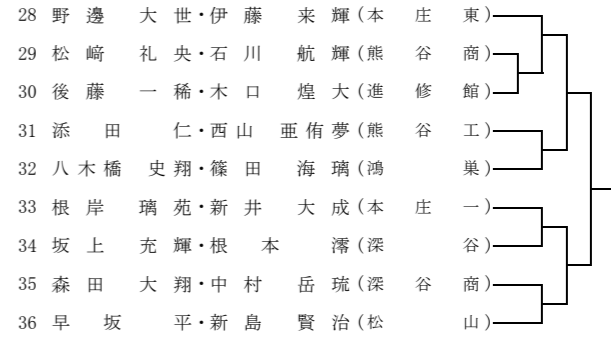 28 野邊 大世・伊藤 来輝(本庄東)
29 松﨑 礼央・石川 航輝(熊谷商)
30 後藤 一稀・木口 煌大(進修館)
31 添田 仁・西山 亜侑夢(熊谷工)
32 八木橋 史翔・篠田 海璃(鴻巣)
33 根岸 璃苑・新井 大成(本庄一)
34 坂上 充輝・根本 澪(深谷)
35 森田 大翔・中村 岳琉(深谷商)
36 早坂 平・新島 賢治(松山)